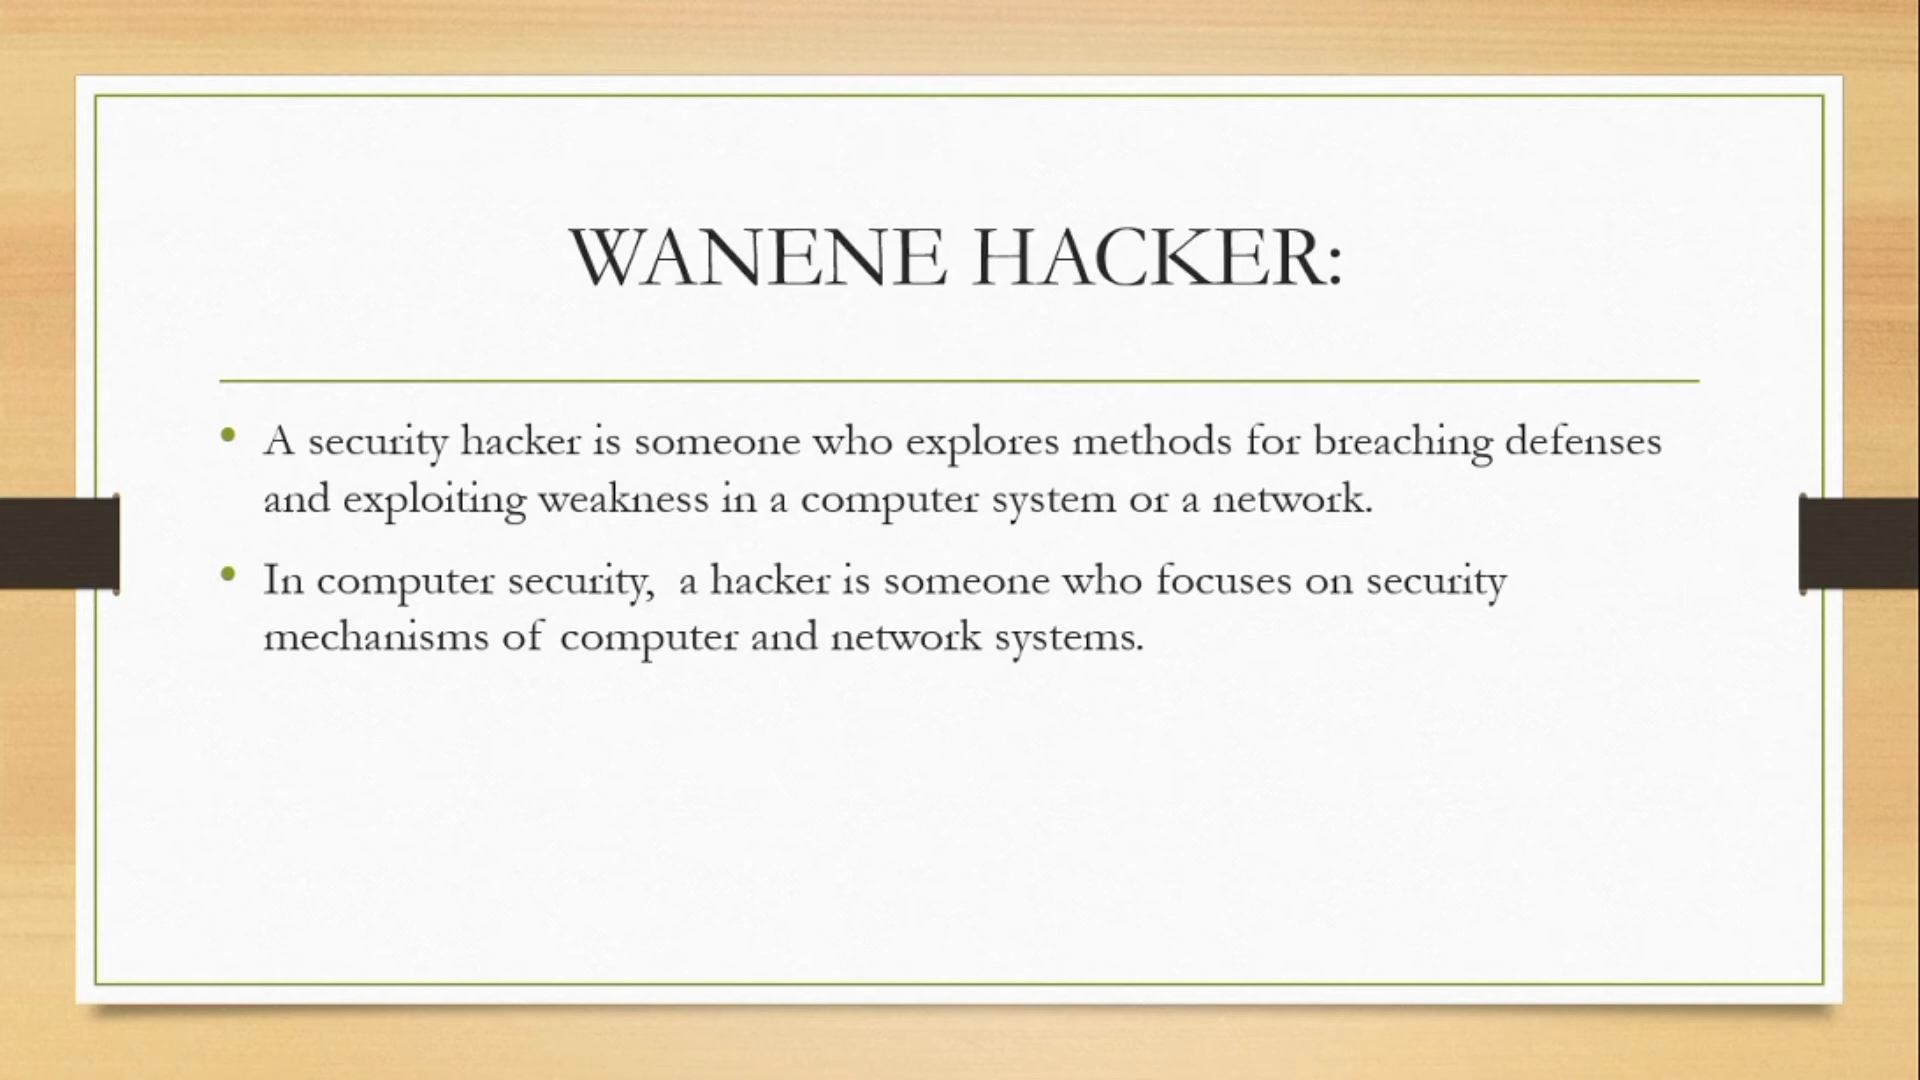 WANENE HACKER:
• A security hacker is someone who explores methods for breaching defenses
and exploiting weakness in a computer system or a network.
• In computer security,  a hacker is someone who focuses on security
mechanisms of computer and network systems.